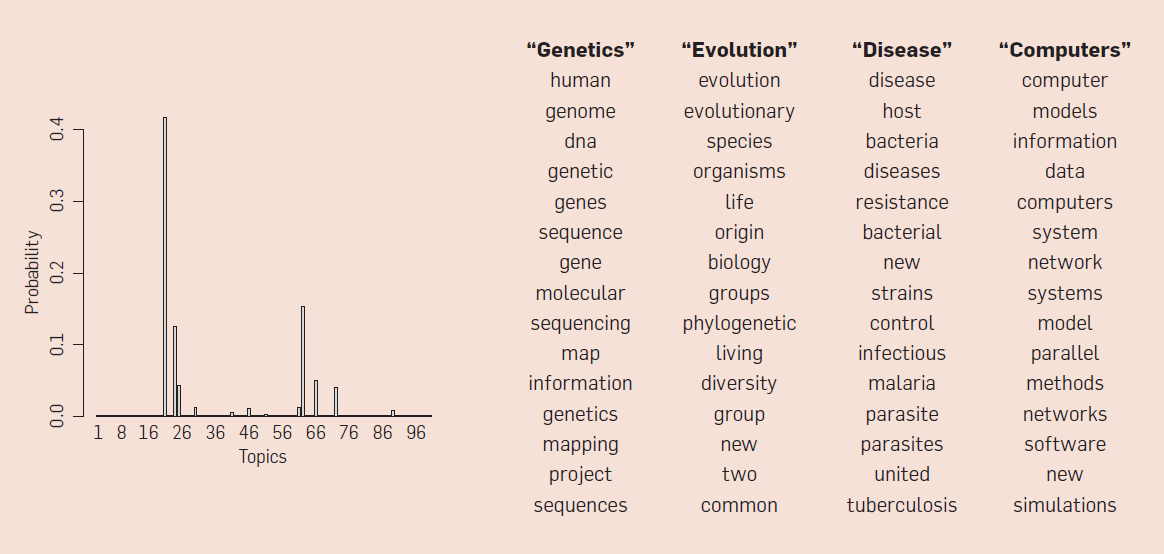 0.4
0.3
0.2
0.1
0.0
Probability
1 8 16 26 36 46 56 66 76 86 96
Topics
“Genetics” “Evolution” “Disease” “Computers”
human evolution disease computer
genome evolutionary host models
dna species bacteria information
genetic organisms diseases data
genes life resistance computers
sequence origin bacterial system
gene biology new network
molecular groups strains systems
sequencing phylogenetic control model
map living infectious parallel
information diversity malaria methods
genetics group parasite networks
mapping new parasites software
project two united new
sequences common tuberculosis simulations